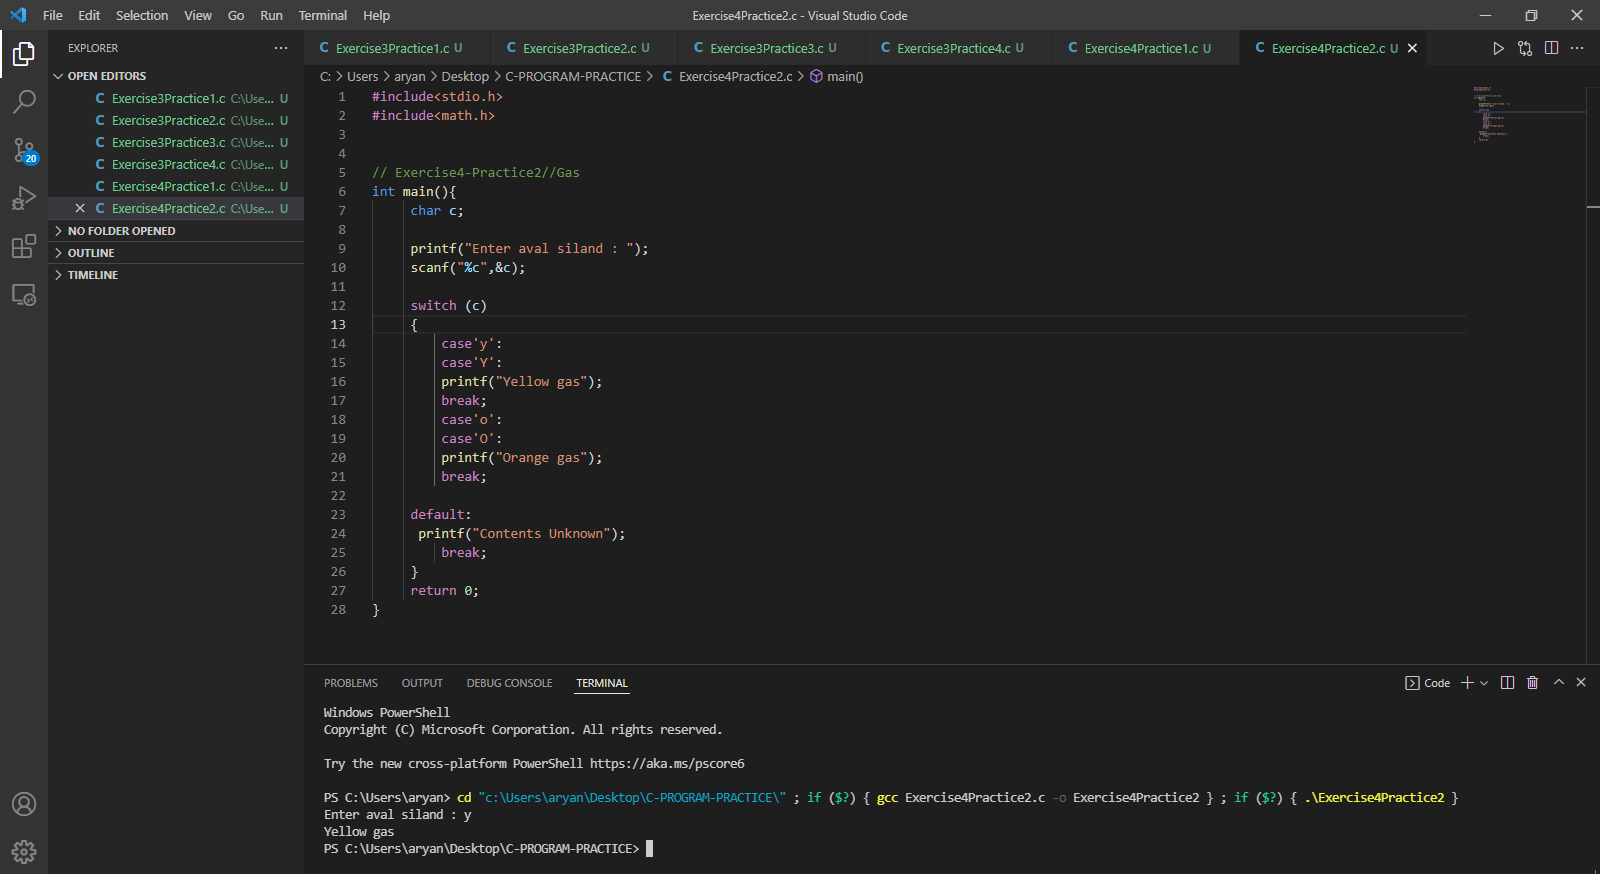 File Edit Selection View Go Run Terminal Help Exercise4Practice2.c - Visual Studio Code
EXPLORER
OPEN EDITORS
Exercise3Practice1.c C:\Use... U
Exercise3Practice2.c C:\Use... U
Exercise3Practice3.c C:\Use... U
Exercise3Practice4.c C:\Use... U
Exercise4Practice1.c C:\Use... U
Exercise4Practice2.c C:\Use... U
NO FOLDER OPENED
OUTLINE
TIMELINE
20
C Exercise3Practice1.c U C Exercise3Practice2.c U C Exercise3Practice3.c U C Exercise3Practice4.c U C Exercise4Practice1.c U C Exercise4Practice2.c U
C: > Users > aryan > Desktop > C-PROGRAM-PRACTICE > C Exercise4Practice2.c > main()
1 #include<stdio.h>
2 #include<math.h>
3
4
5 // Exercise4-Practice2//Gas
6 int main(){
7 char c;
8
9 printf("Enter aval siland : ");
10 scanf("%c",&c);
11
12 switch (c)
13 {
14 case'y':
15 case'Y':
16 printf("Yellow gas");
17 break;
18 case'o':
19 case'O':
20 printf("Orange gas");
21 break;
22
23 default:
24 printf("Contents Unknown");
25 break;
26 }
27 return 0;
28 }
PROBLEMS OUTPUT DEBUG CONSOLE TERMINAL Code
Windows PowerShell
Copyright (C) Microsoft Corporation. All rights reserved.
Try the new cross-platform PowerShell https://aka.ms/pscore6
PS C:\Users\aryan> cd "c:\Users\aryan\Desktop\C-PROGRAM-PRACTICE\" ; if ($?) { gcc Exercise4Practice2.c -o Exercise4Practice2 } ; if ($?) { .\Exercise4Practice2 }
Enter aval siland : y
Yellow gas
PS C:\Users\aryan\Desktop\C-PROGRAM-PRACTICE>